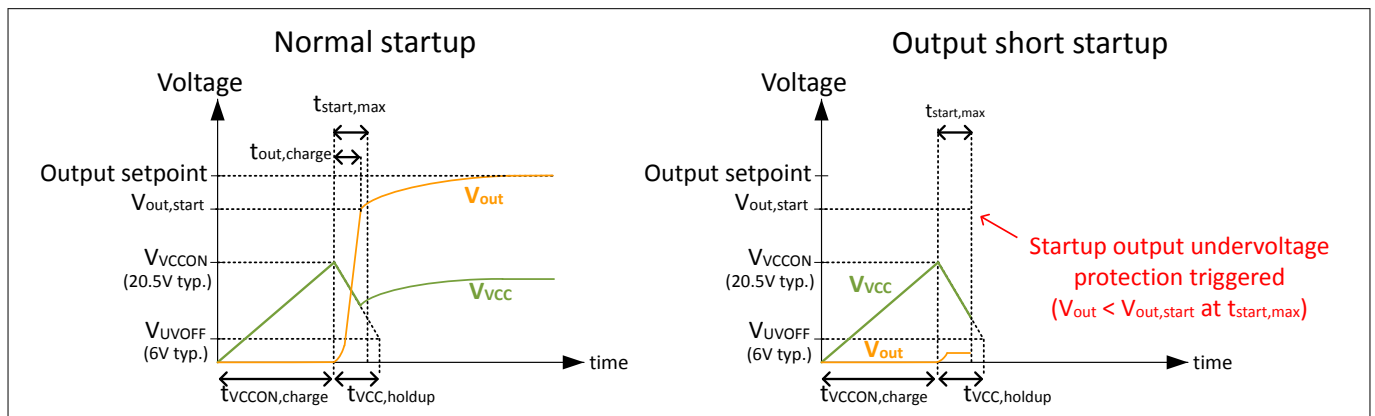 Normal startup
Voltage
tstart,max
tout,charge
Output setpoint
Vout,start
Vout
VVCCON
(20.5V typ.)
VVCC
VUVOFF
(6V typ.)
time
tVCCON,charge
tVCC,holdup
Output short startup
Voltage
tstart,max
Output setpoint
Vout,start
Startup output undervoltage
protection triggered
(Vout < Vout,start at tstart,max)
VVCCON
(20.5V typ.)
VVCC
VUVOFF
(6V typ.)
Vout
time
tVCCON,charge
tVCC,holdup